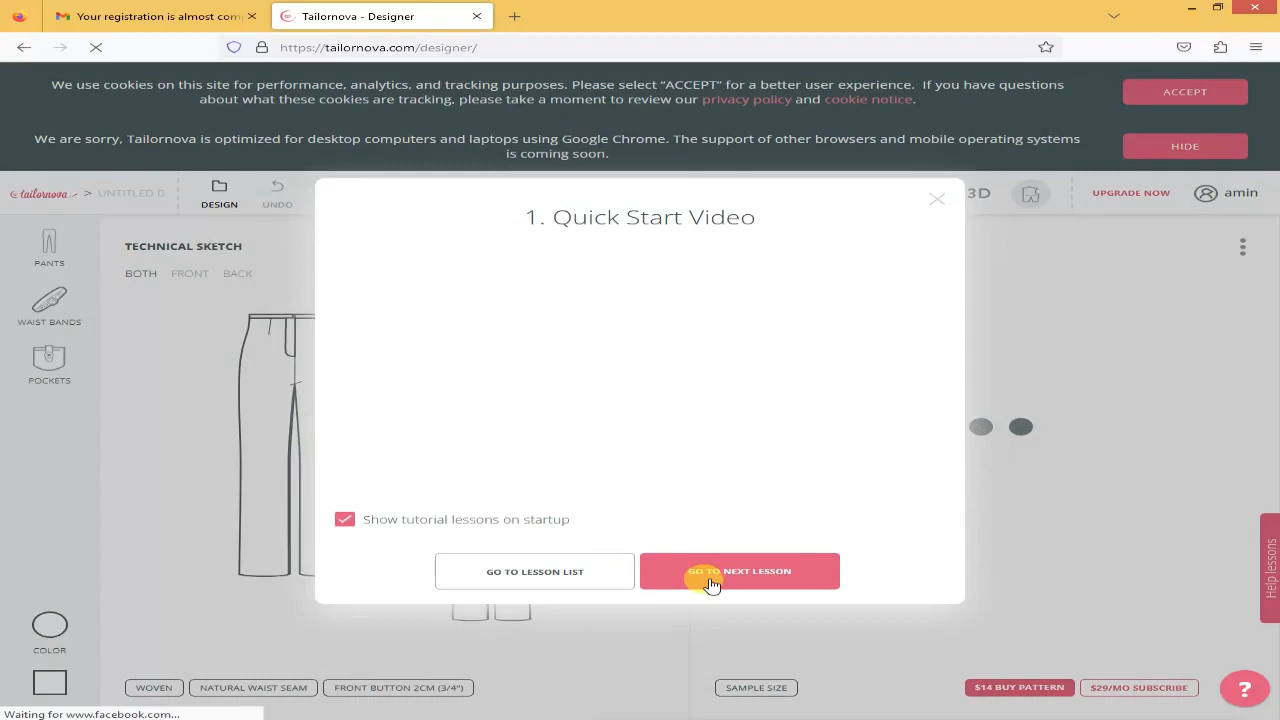 Your registration is almost com
Tailornova - Designer
https://tailornova.com/designer/
We use cookies on this site for performance, analytics, and tracking purposes. Please select “ACCEPT” for a better user experience. If you have questions
about what these cookies are tracking, please take a moment to review our privacy policy and cookie notice.
ACCEPT
We are sorry, Tailornova is optimized for desktop computers and laptops using Google Chrome. The support of other browsers and mobile operating systems
is coming soon.
HIDE
tailornova > UNTITLED D
DESIGN
UNDO
3D
UPGRADE NOW
amin
1. Quick Start Video
PANTS
TECHNICAL SKETCH
BOTH FRONT BACK
WAIST BANDS
POCKETS
Show tutorial lessons on startup
GO TO LESSON LIST
GO TO NEXT LESSON
Help lessons
COLOR
WOVEN
NATURAL WAIST SEAM
FRONT BUTTON 2CM (3/4")
SAMPLE SIZE
$14 BUY PATTERN
$29/MO SUBSCRIBE
?
Waiting for www.facebook.com...